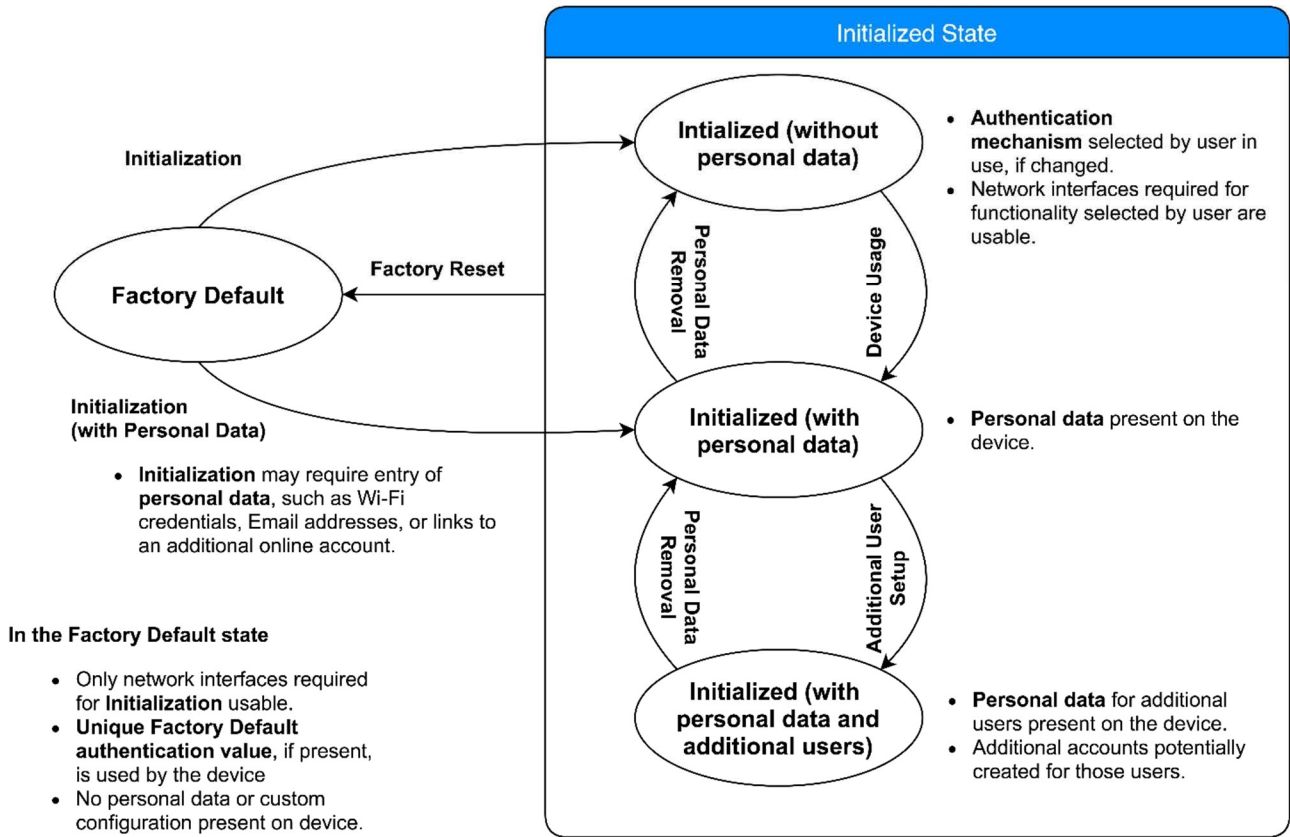 Initialized State
Intialized (without
personal data)
• Authentication
mechanism selected by user in
use, if changed.
• Network interfaces required for
functionality selected by user are
usable.
Initialization
Personal Data
Removal
Device Usage
Factory Reset
Factory Default
Initialization
(with Personal Data)
• Initialization may require entry of
personal data, such as Wi-Fi
credentials, Email addresses, or links to
an additional online account.
Initialized (with
personal data)
• Personal data present on the
device.
Personal Data
Removal
Additional User
Setup
In the Factory Default state
• Only network interfaces required
for Initialization usable.
• Unique Factory Default
authentication value, if present,
is used by the device
• No personal data or custom
configuration present on device.
Initialized (with
personal data and
additional users)
• Personal data for additional
users present on the device.
• Additional accounts potentially
created for those users.